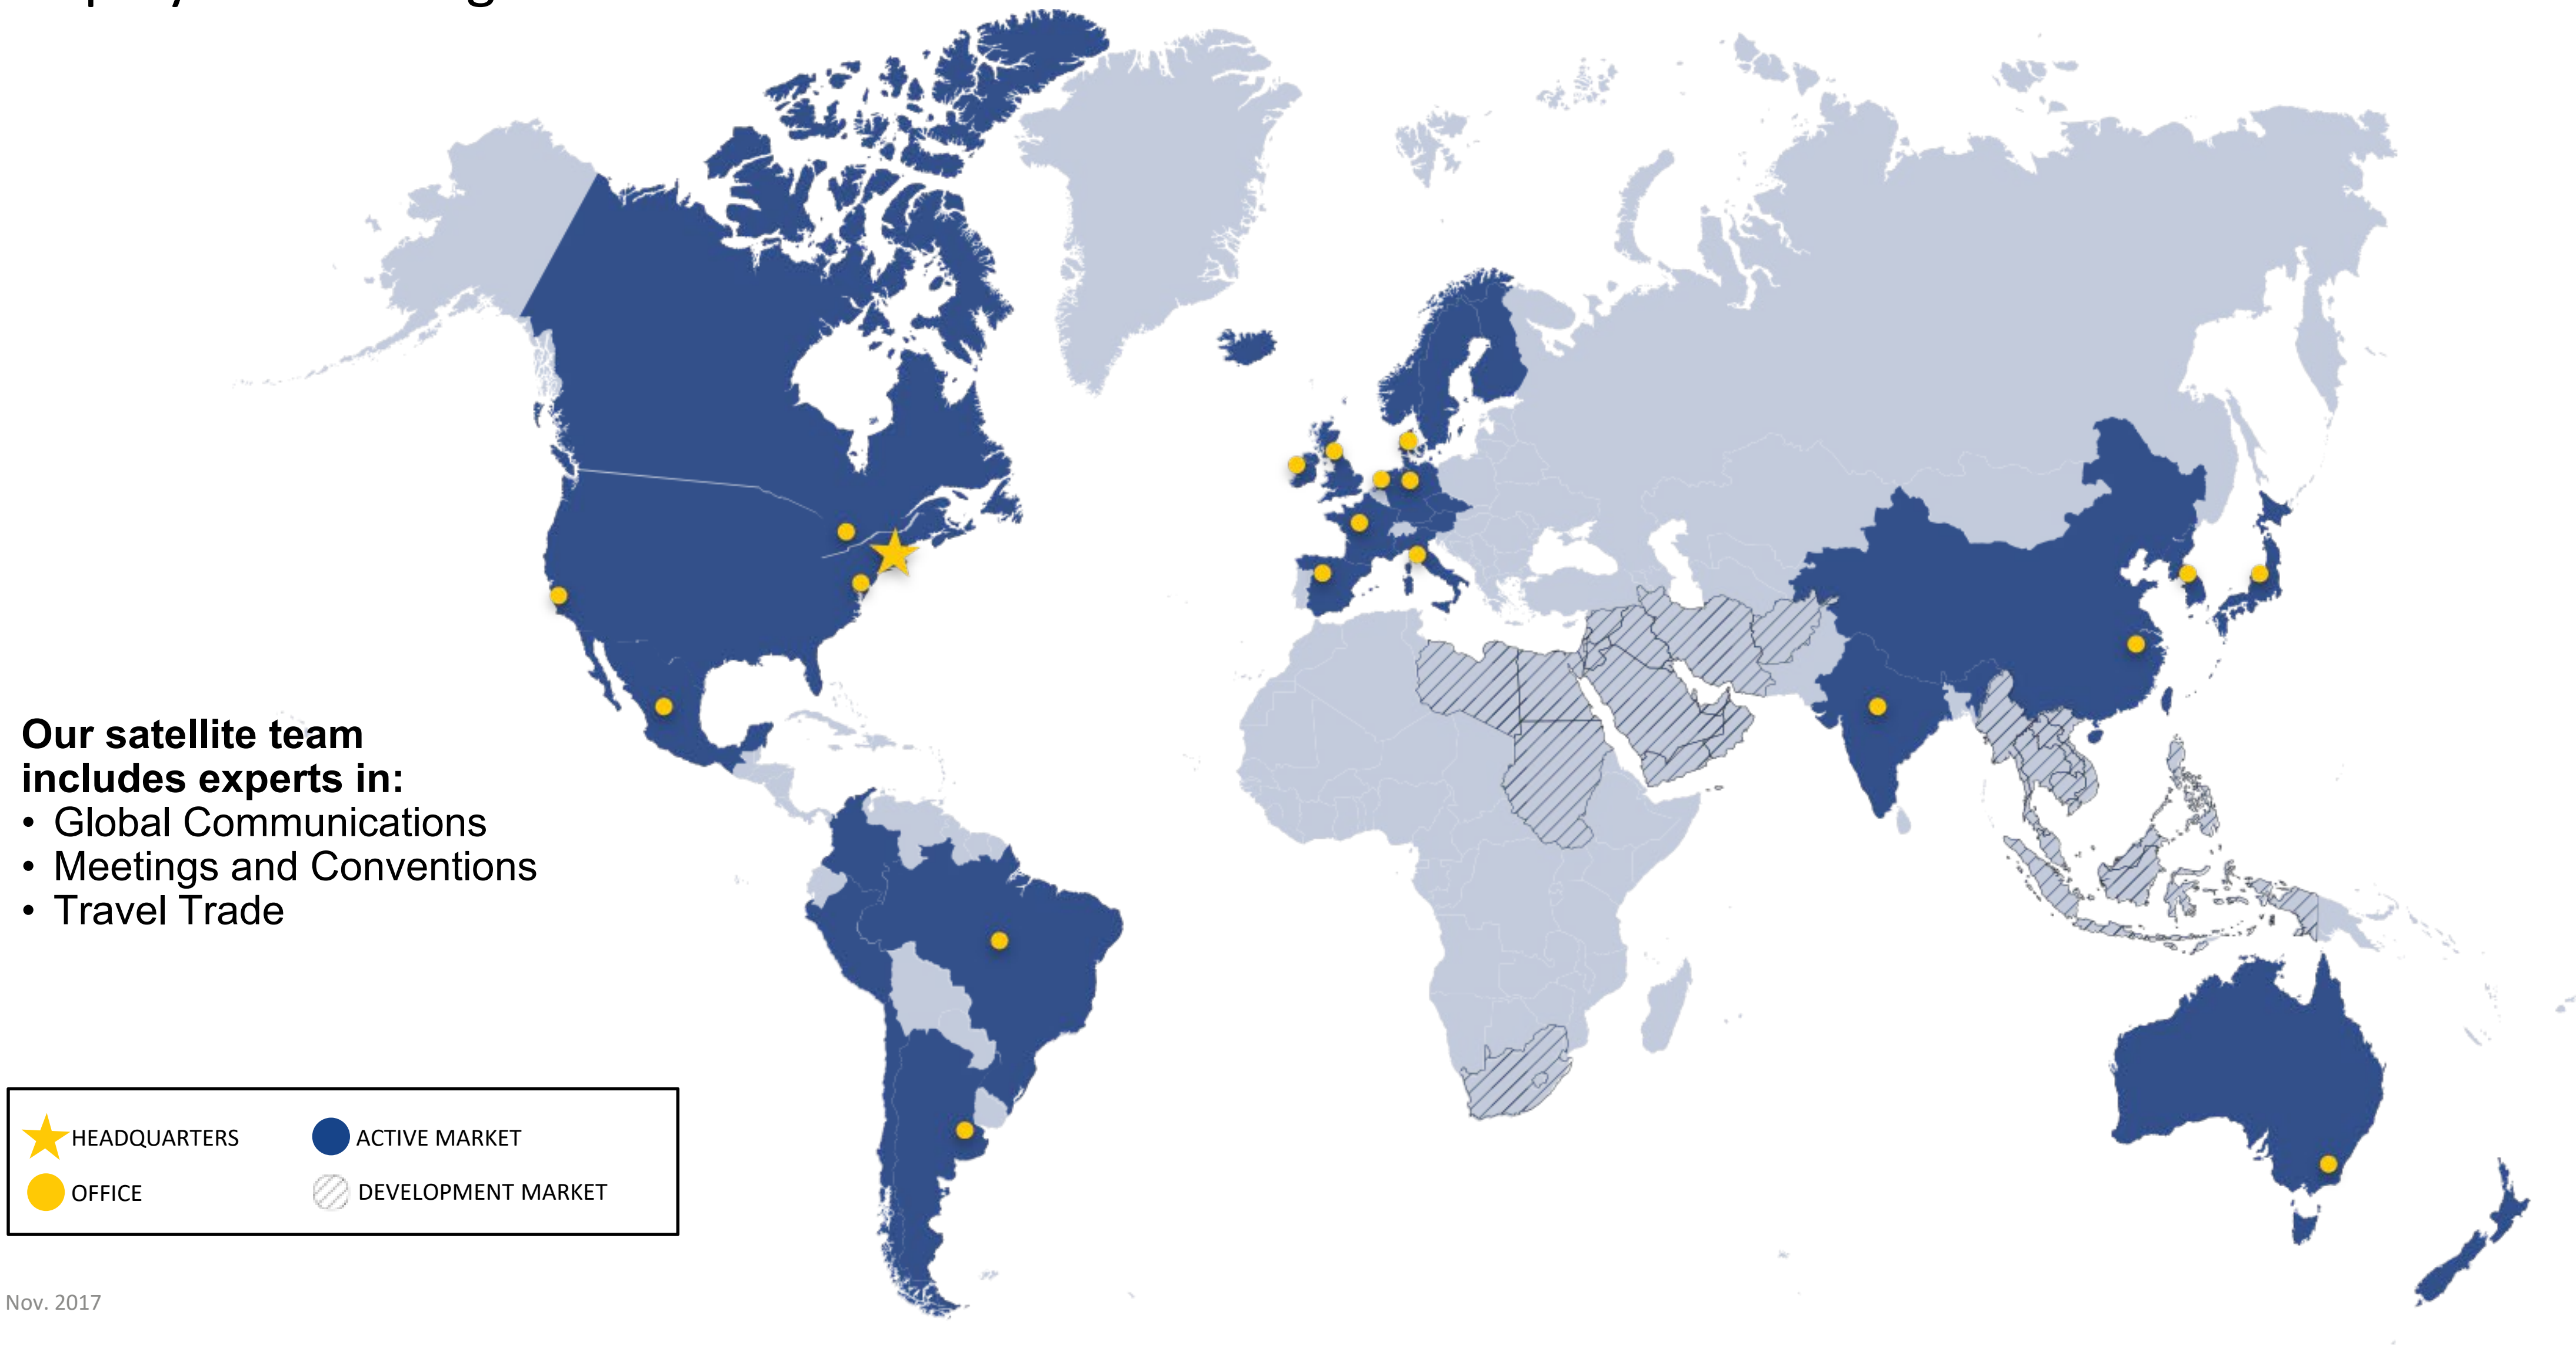 Our satellite team
includes experts in:
• Global Communications
• Meetings and Conventions
• Travel Trade
HEADQUARTERS
ACTIVE MARKET
OFFICE
DEVELOPMENT MARKET
Nov. 2017